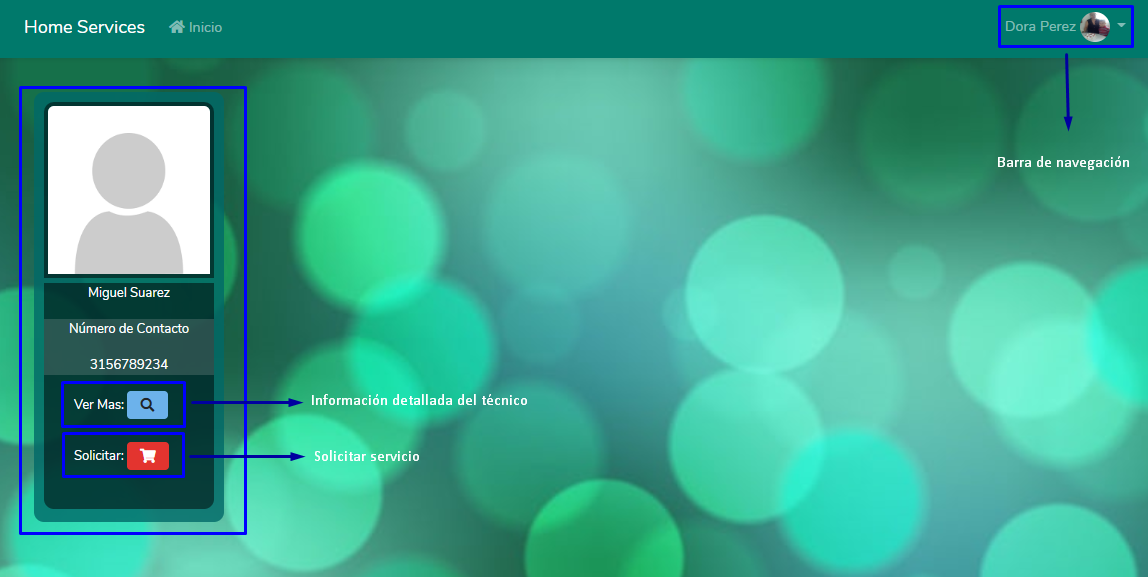 Home Services
Inicio
Dora Perez
Barra de navegación
Miguel Suarez
Número de Contacto
3156789234
Ver Mas:
Información detallada del técnico
Solicitar:
Solicitar servicio